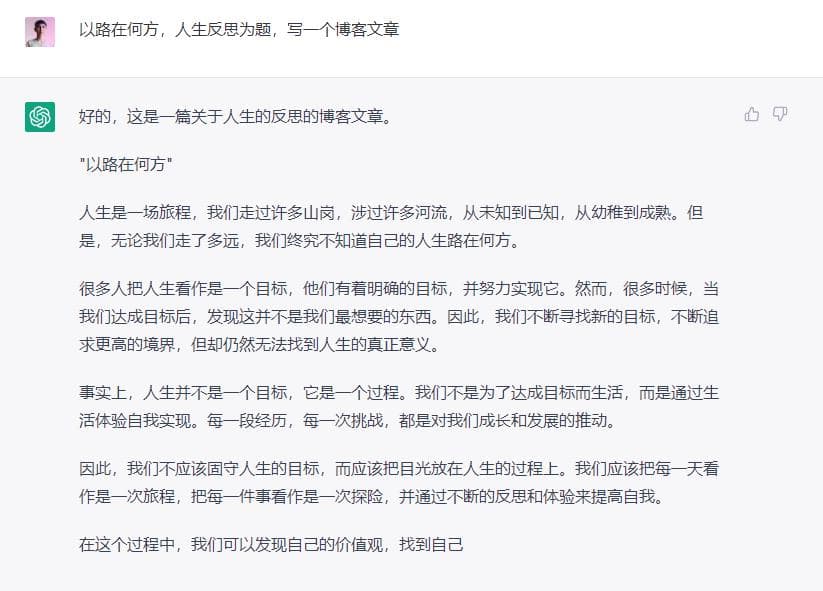 以路在何方，人生反思为题，写一个博客文章
好的，这是一篇关于人生的反思的博客文章。
"以路在何方"
人生是一场旅程，我们走过许多山岗，涉过许多河流，从未知到已知，从幼稚到成熟。但
是，无论我们走了多远，我们终究不知道自己的人生路在何方。
很多人把人生看作是一个目标，他们有着明确的目标，并努力实现它。然而，很多时候，当
我们达成目标后，发现这并不是我们最想要的东西。因此，我们不断寻找新的目标，不断追
求更高的境界，但却仍然无法找到人生的真正意义。
事实上，人生并不是一个目标，它是一个过程。我们不是为了达成目标而生活，而是通过生
活体验自我实现。每一段经历，每一次挑战，都是对我们成长和发展的推动。
因此，我们不应该固守人生的目标，而应该把目光放在人生的过程上。我们应该把每一天看
作是一次旅程，把每一件事看作是一次探险，并通过不断的反思和体验来提高自我。
在这个过程中，我们可以发现自己的价值观，找到自己